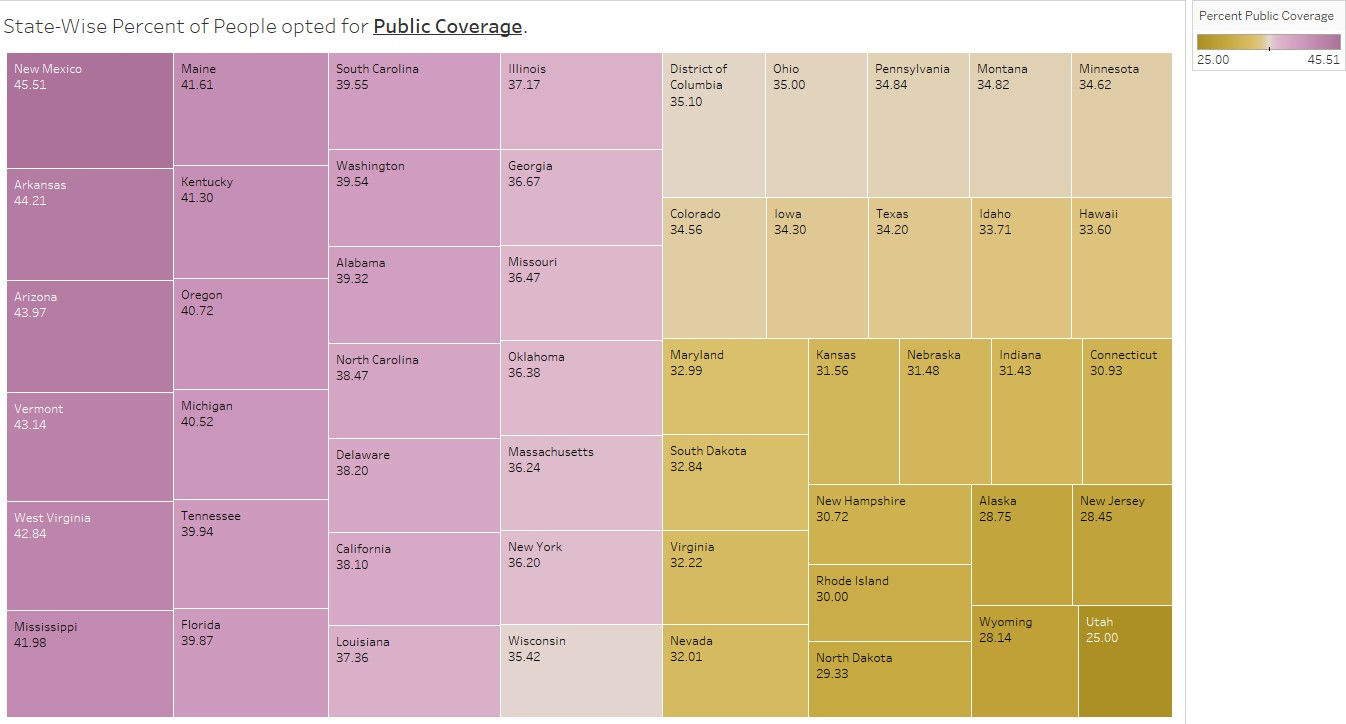 State-Wise Percent of People opted for Public Coverage.
Percent Public Coverage
25.00 45.51
New Mexico
45.51
Arkansas
44.21
Arizona
43.97
Vermont
43.14
West Virginia
42.84
Mississippi
41.98
Maine
41.61
Kentucky
41.30
Oregon
40.72
Michigan
40.52
Tennessee
39.94
Florida
39.87
South Carolina
39.55
Washington
39.54
Alabama
39.32
North Carolina
38.47
Delaware
38.20
California
38.10
Louisiana
37.36
Illinois
37.17
Georgia
36.67
Missouri
36.47
Oklahoma
36.38
Massachusetts
36.24
New York
36.20
Wisconsin
35.42
District of
Columbia
35.10
Ohio
35.00
Pennsylvania
34.84
Montana
34.82
Minnesota
34.62
Colorado
34.56
Iowa
34.30
Texas
34.20
Idaho
33.71
Hawaii
33.60
Maryland
32.99
South Dakota
32.84
Virginia
32.22
Nevada
32.01
Kansas
31.56
Nebraska
31.48
Indiana
31.43
Connecticut
30.93
New Hampshire
30.72
Rhode Island
30.00
North Dakota
29.33
Alaska
28.75
New Jersey
28.45
Wyoming
28.14
Utah
25.00